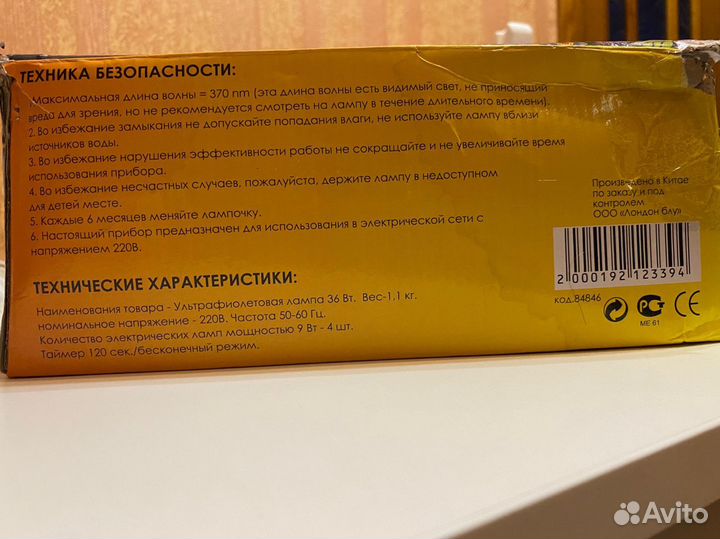 ТЕХНИКА БЕЗОПАСНОСТИ:
максимальная длина волны = 370 nm (эта длина волны есть видимый свет, не приносящий
вреда для зрения, но не рекомендуется смотреть на лампу в течение длительного времени).
2. Во избежание замыкания не допускайте попадания влаги, не используйте лампу вблизи
источников воды.
3. Во избежание нарушения эффективности работы не сокращайте и не увеличивайте время
использования прибора.
4. Во избежание несчастных случаев, пожалуйста, держите лампу в недоступном
для детей месте.
5. Каждые 6 месяцев меняйте лампочку.
6. Настоящий прибор предназначен для использования в электрической сети с
напряжением 220В.
ТЕХНИЧЕСКИЕ ХАРАКТЕРИСТИКИ:
Наименования товара - Ультрафиолетовая лампа 36 Вт. Вес-1,1 кг.
номинальное напряжение - 220В. Частота 50-60 Гц.
Количество электрических ламп мощностью 9 Вт - 4 шт.
Таймер 120 сек./бесконечный режим.
Произведено в Китае
по заказу и под
контролем
ООО «Лондон блу»
2 000192 123394
код.84846
РСТ
CE
МЕ 61
Avito